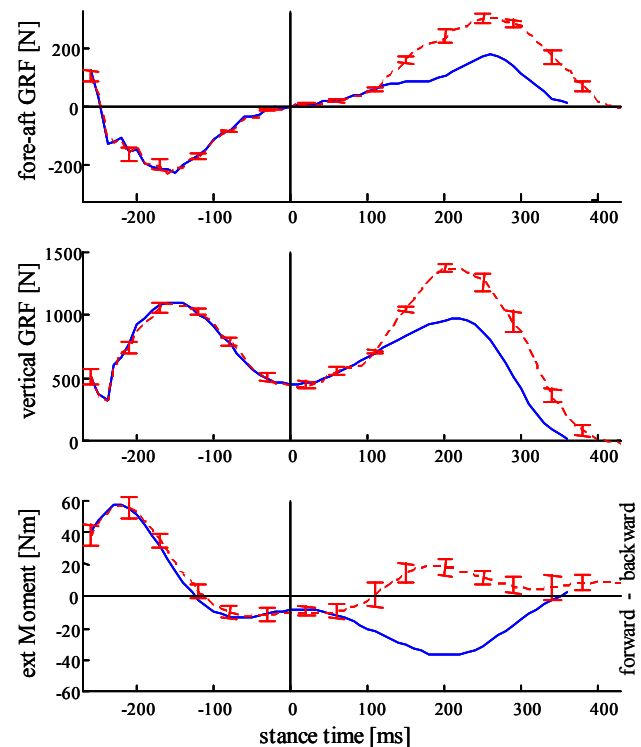 fore-aft GRF [N]
200
0
-200
-200 -100 0 100 200 300 400
vertical GRF [N]
1500
1000
500
0
-200 -100 0 100 200 300 400
ext Moment [Nm]
60
40
20
0
-20
-40
-60
forward - backward
-200 -100 0 100 200 300 400
stance time [ms]